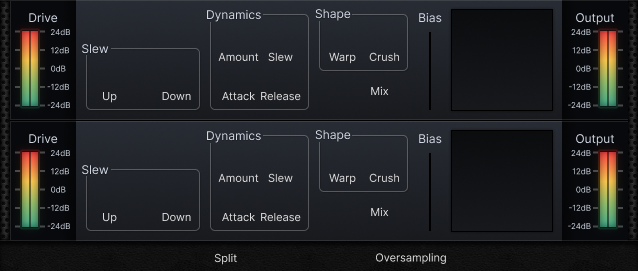 Drive Dynamics Shape Bias Output
24dB 24dB
Slew
12dB Amount Slew Warp Crush 12dB
0dB 0dB
-12dB Mix -12dB
Up Down Attack Release
-24dB -24dB
Drive Dynamics Shape Bias Output
24dB 24dB
Slew
12dB Amount Slew Warp Crush 12dB
0dB 0dB
-12dB Mix -12dB
Up Down Attack Release
-24dB -24dB
Split Oversampling